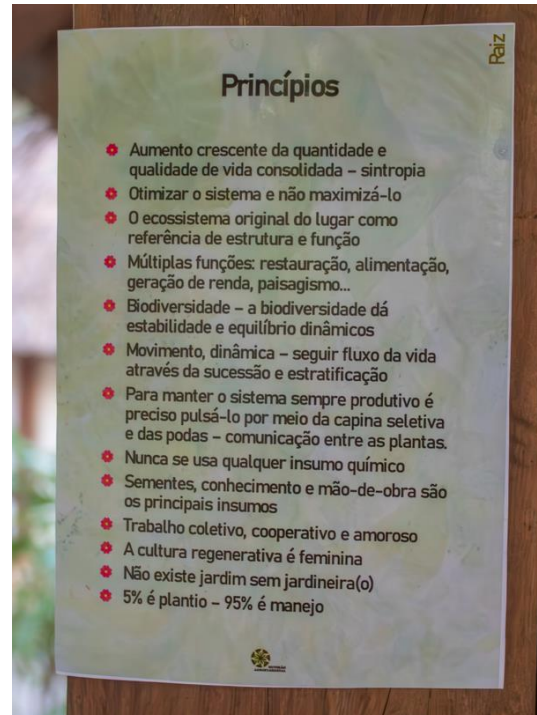 Raiz
Princípios
Aumento crescente da quantidade e
qualidade de vida consolidada – sintropia
Otimizar o sistema e não maximizá-lo
O ecossistema original do lugar como
referência de estrutura e função
Múltiplas funções: restauração, alimentação,
geração de renda, paisagismo...
Biodiversidade – a biodiversidade dá
estabilidade e equilíbrio dinâmicos
Movimento, dinâmica – seguir fluxo da vida
através da sucessão e estratificação
Para manter o sistema sempre produtivo é
preciso pulsá-lo por meio da capina seletiva
e das podas – comunicação entre as plantas.
Nunca se usa qualquer insumo químico
Sementes, conhecimento e mão-de-obra são
os principais insumos
Trabalho coletivo, cooperativo e amoroso
A cultura regenerativa é feminina
Não existe jardim sem jardineira(o)
5% é plantio – 95% é manejo